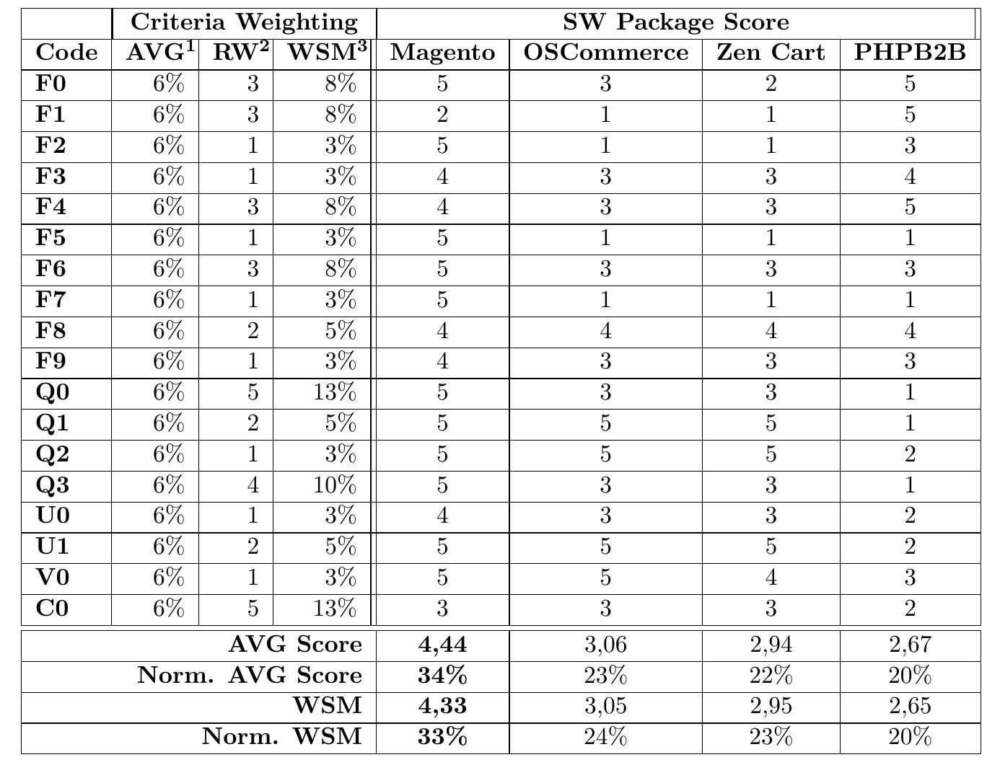 Criteria Weighting SW Package Score
Code AVG1 RW2 WSM3 Magento OSCommerce Zen Cart PHPB2B
F0 6% 3 8% 5 3 2 5
F1 6% 3 8% 2 1 1 5
F2 6% 1 3% 5 1 1 3
F3 6% 1 3% 4 3 3 4
F4 6% 3 8% 4 3 3 5
F5 6% 1 3% 5 1 1 1
F6 6% 3 8% 5 3 3 3
F7 6% 1 3% 5 1 1 1
F8 6% 2 5% 4 4 4 4
F9 6% 1 3% 4 3 3 3
Q0 6% 5 13% 5 3 3 1
Q1 6% 2 5% 5 5 5 1
Q2 6% 1 3% 5 5 5 2
Q3 6% 4 10% 5 3 3 1
U0 6% 1 3% 4 3 3 2
U1 6% 2 5% 5 5 5 2
V0 6% 1 3% 5 5 4 3
C0 6% 5 13% 3 3 3 2
AVG Score 4,44 3,06 2,94 2,67
Norm. AVG Score 34% 23% 22% 20%
WSM 4,33 3,05 2,95 2,65
Norm. WSM 33% 24% 23% 20%